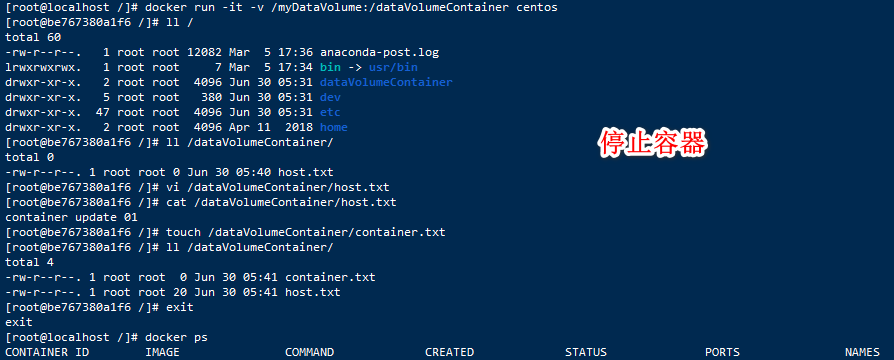 [root@localhost /]# docker run -it -v /myDataVolume:/dataVolumeContainer centos
[root@be767380a1f6 /]# ll /
total 60
-rw-r--r--.   1 root root 12082 Mar  5 17:36 anaconda-post.log
lrwxrwxrwx.   1 root root     7 Mar  5 17:34 bin -> usr/bin
drwxr-xr-x.   2 root root  4096 Jun 30 05:31 dataVolumeContainer
drwxr-xr-x.   5 root root   380 Jun 30 05:31 dev
drwxr-xr-x.  47 root root  4096 Jun 30 05:31 etc
drwxr-xr-x.   2 root root  4096 Apr 11  2018 home
停止容器
[root@be767380a1f6 /]# ll /dataVolumeContainer/
total 0
-rw-r--r--. 1 root root 0 Jun 30 05:40 host.txt
[root@be767380a1f6 /]# vi /dataVolumeContainer/host.txt
[root@be767380a1f6 /]# cat /dataVolumeContainer/host.txt
container update 01
[root@be767380a1f6 /]# touch /dataVolumeContainer/container.txt
[root@be767380a1f6 /]# ll /dataVolumeContainer/
total 4
-rw-r--r--. 1 root root  0 Jun 30 05:41 container.txt
-rw-r--r--. 1 root root 20 Jun 30 05:41 host.txt
[root@be767380a1f6 /]# exit
exit
[root@localhost /]# docker ps
CONTAINER ID        IMAGE               COMMAND             CREATED             STATUS              PORTS               NAMES